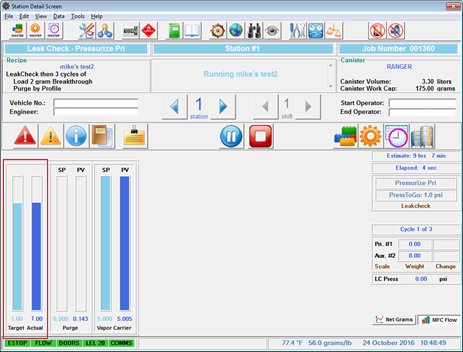 Station Detail Screen
File Edit View Data Tools Help
MASTER MASTER MASTER
Leak Check - Pressurize Pri
Station #1
Job Number 001360
Recipe
mike's test2
LeakCheck then 3 cycles of
Load 2 gram Breakthrough
Purge by Profile
Running mike's test2
Canister
RANGER
Canister Volume: 3.30 liters
Canister Work Cap: 175.00 grams
Vehicle No.:
Engineer:
1
station
1
shift
Start Operator:
End Operator:
Estimate: 9 hrs 7 min
Elapsed: 4 sec
Pressurize Pri
PressToGo: 1.0 psi
Leakcheck
Cycle 1 of 3
Pri. #1 0.00
Aux. #2 0.00
Scale Weight Change
LC Press 0.00 psi
SP PV SP PV
1.00 1.00 0.000 0.143 5.000 5.005
Target Actual Purge Vapor Carrier
Net Grams MFC Flow
ESTOP FLOW DOORS LEL 20 COMMS
77.4 °F 56.0 grains/lb 24 October 2016 10:48:49